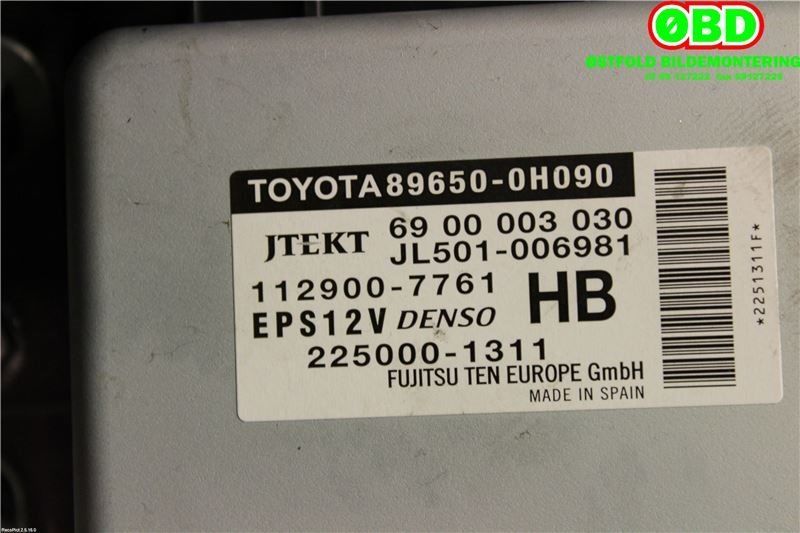 ØBD
ØSTFOLD BILDEMONTERING
TOYOTA 89650-0H090
JTEKT 69 00 003 030
JL501-006981
112900-7761
HB
EPS12V DENSO
225000-1311
FUJITSU TEN EUROPE GmbH
MADE IN SPAIN
*2251311F*